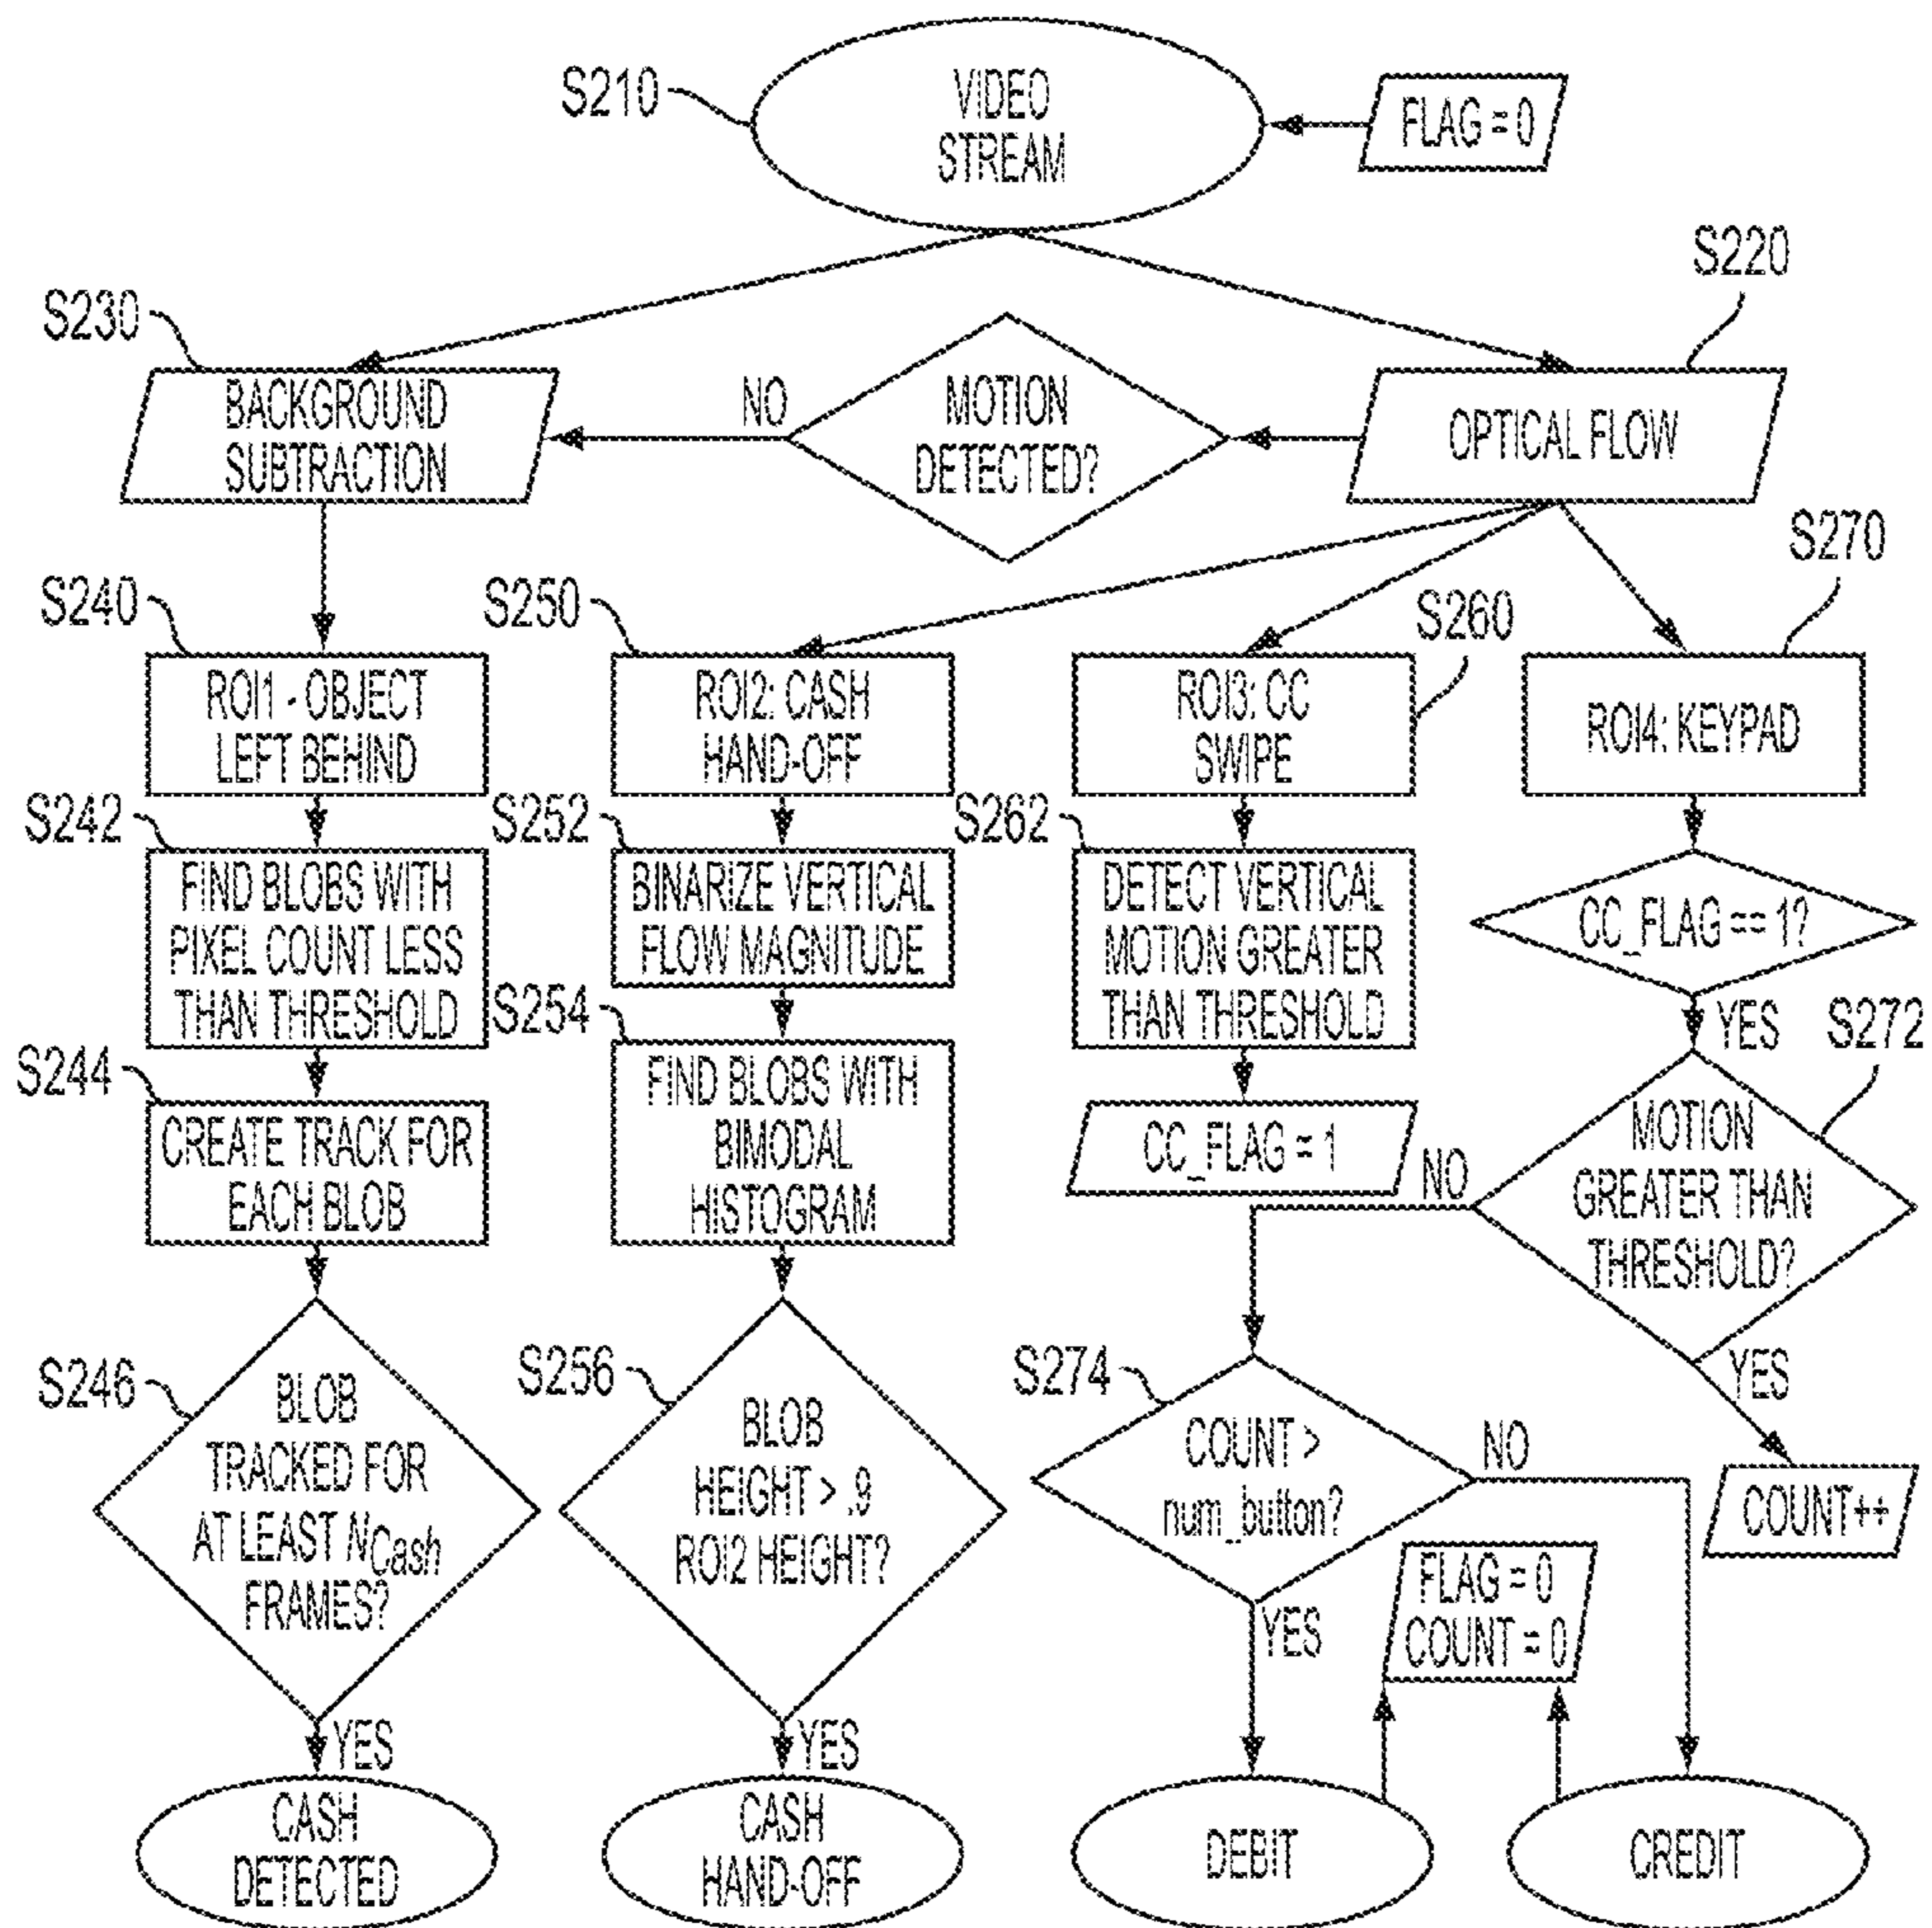 S210
VIDEO
STREAM
FLAG = 0
S220
S230
BACKGROUND
SUBTRACTION
NO
MOTION
DETECTED?
OPTICAL FLOW
S240
S250
S260
S270
ROI1 - OBJECT
LEFT BEHIND
ROI2: CASH
HAND-OFF
ROI3: CC
SWIPE
ROI4: KEYPAD
S242
FIND BLOBS WITH
PIXEL COUNT LESS
THAN THRESHOLD
S252
BINARIZE VERTICAL
FLOW MAGNITUDE
S262
DETECT VERTICAL
MOTION GREATER
THAN THRESHOLD
CC_FLAG == 1?
YES
S272
S244
CREATE TRACK FOR
EACH BLOB
S254
FIND BLOBS WITH
BIMODAL
HISTOGRAM
CC_FLAG = 1
NO
MOTION
GREATER THAN
THRESHOLD?
YES
COUNT++
S246
BLOB
TRACKED FOR
AT LEAST NCash
FRAMES?
YES
S256
BLOB
HEIGHT > .9
ROI2 HEIGHT?
YES
S274
COUNT >
num_button?
NO
YES
FLAG = 0
COUNT = 0
CASH
DETECTED
CASH
HAND-OFF
DEBIT
CREDIT